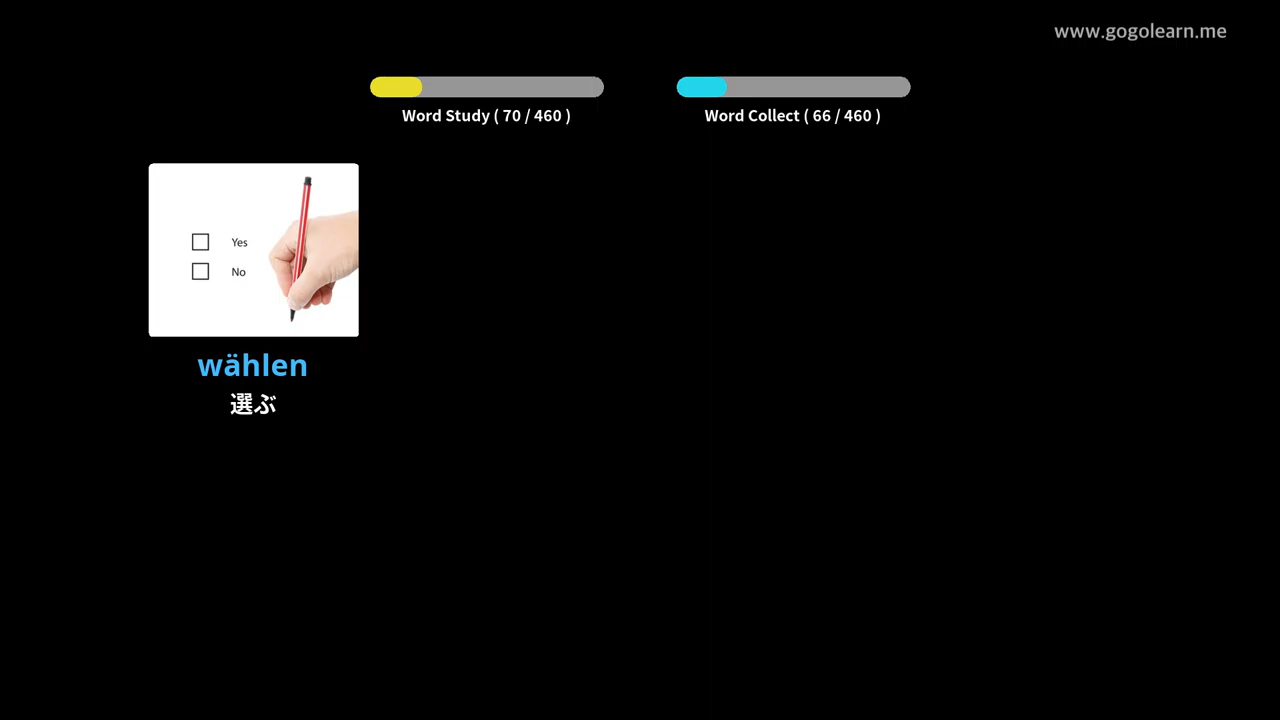 www.gogolearn.me
Word Study ( 70 / 460 )
Word Collect ( 66 / 460 )
Yes
No
wählen
選ぶ